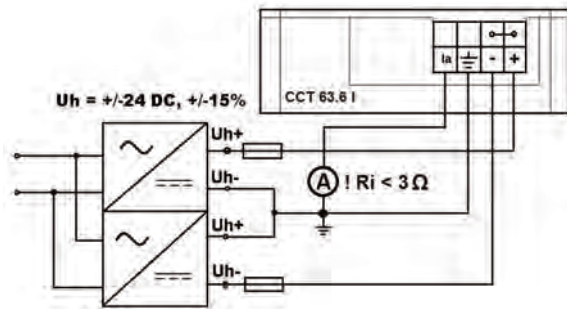 Ia ⏚ - +
CCT 63.6 I
Uh = +/-24 DC, +/-15%
Uh+
Uh-
A ! Ri < 3 Ω
Uh+
Uh-